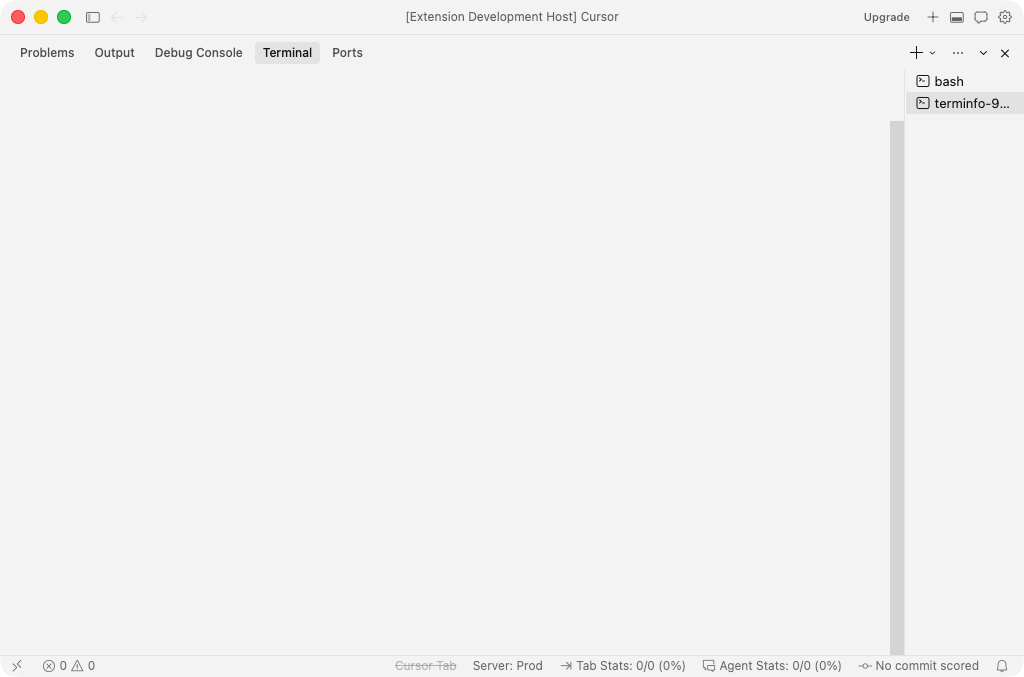 [Extension Development Host] Cursor
Upgrade
Problems Output Debug Console Terminal Ports
bash
terminfo-9...
0 0 Cursor Tab Server: Prod Tab Stats: 0/0 (0%) Agent Stats: 0/0 (0%) No commit scored